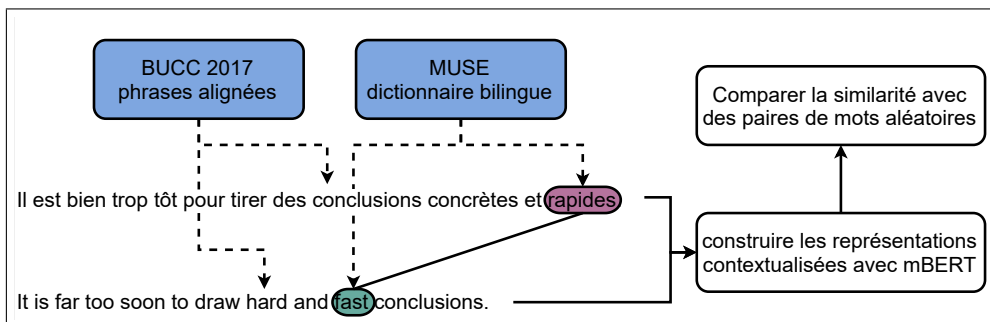 BUCC 2017
phrases alignées
MUSE
dictionnaire bilingue
Comparer la similarité avec
des paires de mots aléatoires
Il est bien trop tôt pour tirer des conclusions concrètes et rapides
construire les représentations
contextualisées avec mBERT
It is far too soon to draw hard and fast conclusions.